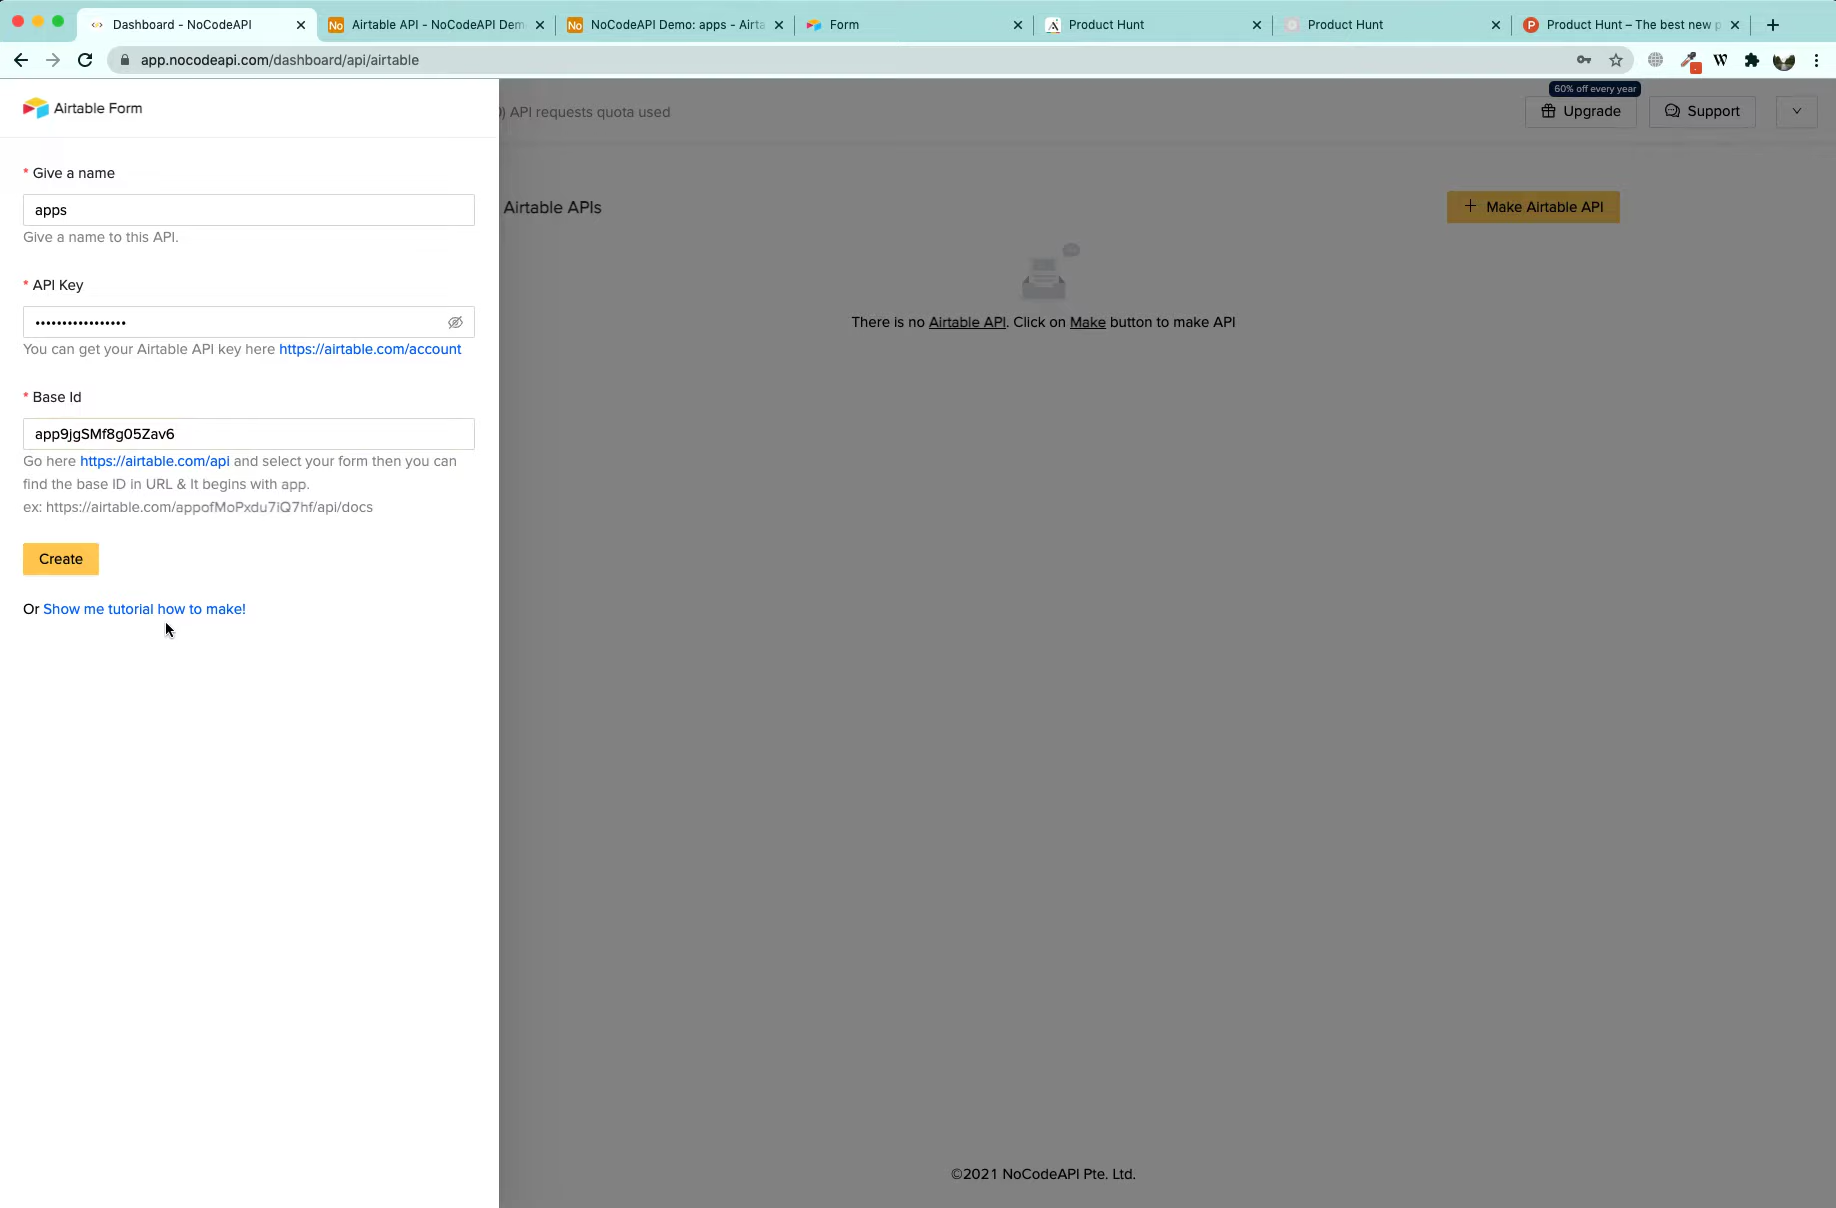 Dashboard - NoCodeAPI
Airtable API - NoCodeAPI Dem
NoCodeAPI Demo: apps - Airta
Form
Product Hunt
Product Hunt
Product Hunt – The best new p
app.nocodeapi.com/dashboard/api/airtable
Airtable Form
) API requests quota used
60% off every year
Upgrade
Support
* Give a name
apps
Give a name to this API.
Airtable APIs
+ Make Airtable API
* API Key
•••••••••••••••••
You can get your Airtable API key here https://airtable.com/account
There is no Airtable API. Click on Make button to make API
* Base Id
app9jgSMf8g05Zav6
Go here https://airtable.com/api and select your form then you can
find the base ID in URL & It begins with app.
ex: https://airtable.com/appofMoPxdu7iQ7hf/api/docs
Create
Or Show me tutorial how to make!
©2021 NoCodeAPI Pte. Ltd.